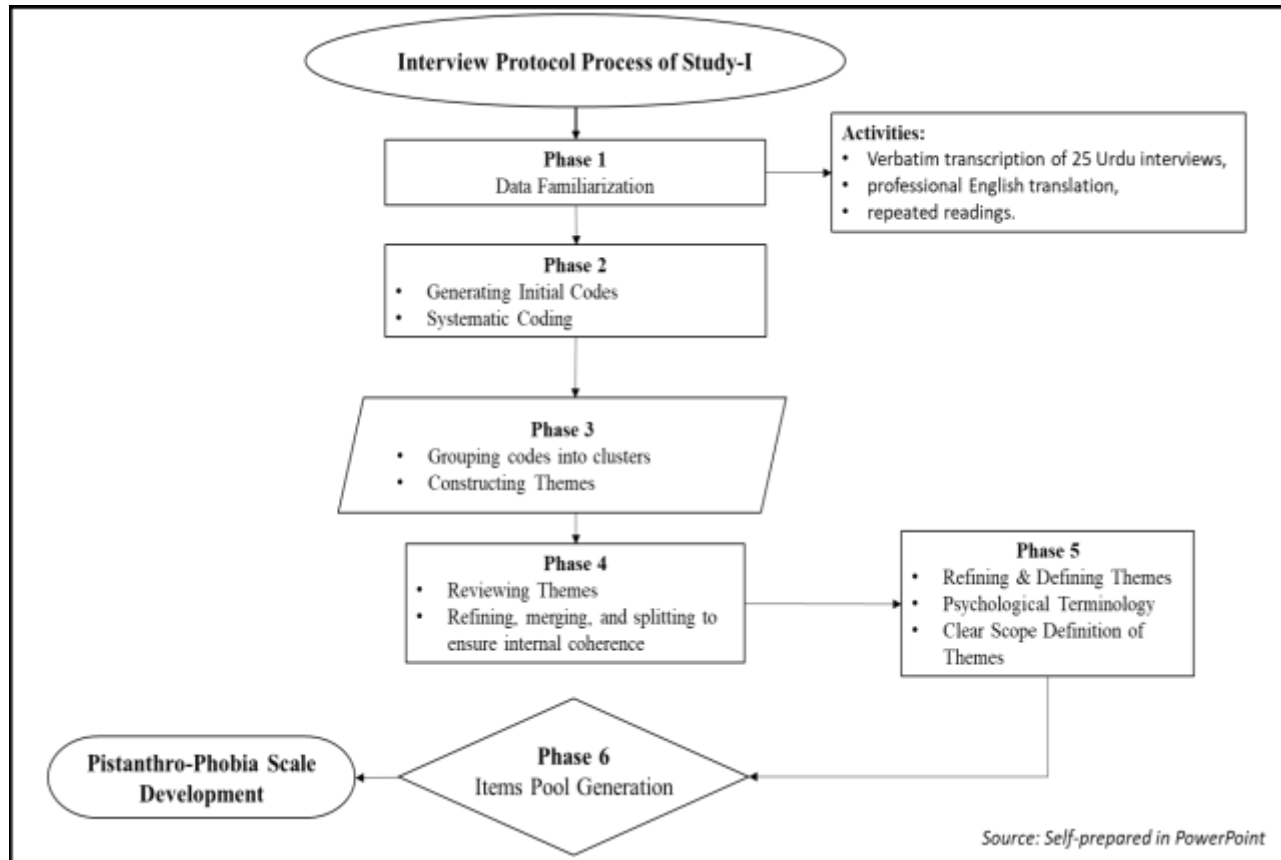 Interview Protocol Process of Study-I
Phase 1
Data Familiarization
Activities:
• Verbatim transcription of 25 Urdu interviews,
• professional English translation,
• repeated readings.
Phase 2
• Generating Initial Codes
• Systematic Coding
Phase 3
• Grouping codes into clusters
• Constructing Themes
Phase 4
• Reviewing Themes
• Refining, merging, and splitting to
ensure internal coherence
Phase 5
• Refining & Defining Themes
• Psychological Terminology
• Clear Scope Definition of
Themes
Phase 6
Items Pool Generation
Pistanthro-Phobia Scale
Development
Source: Self-prepared in PowerPoint